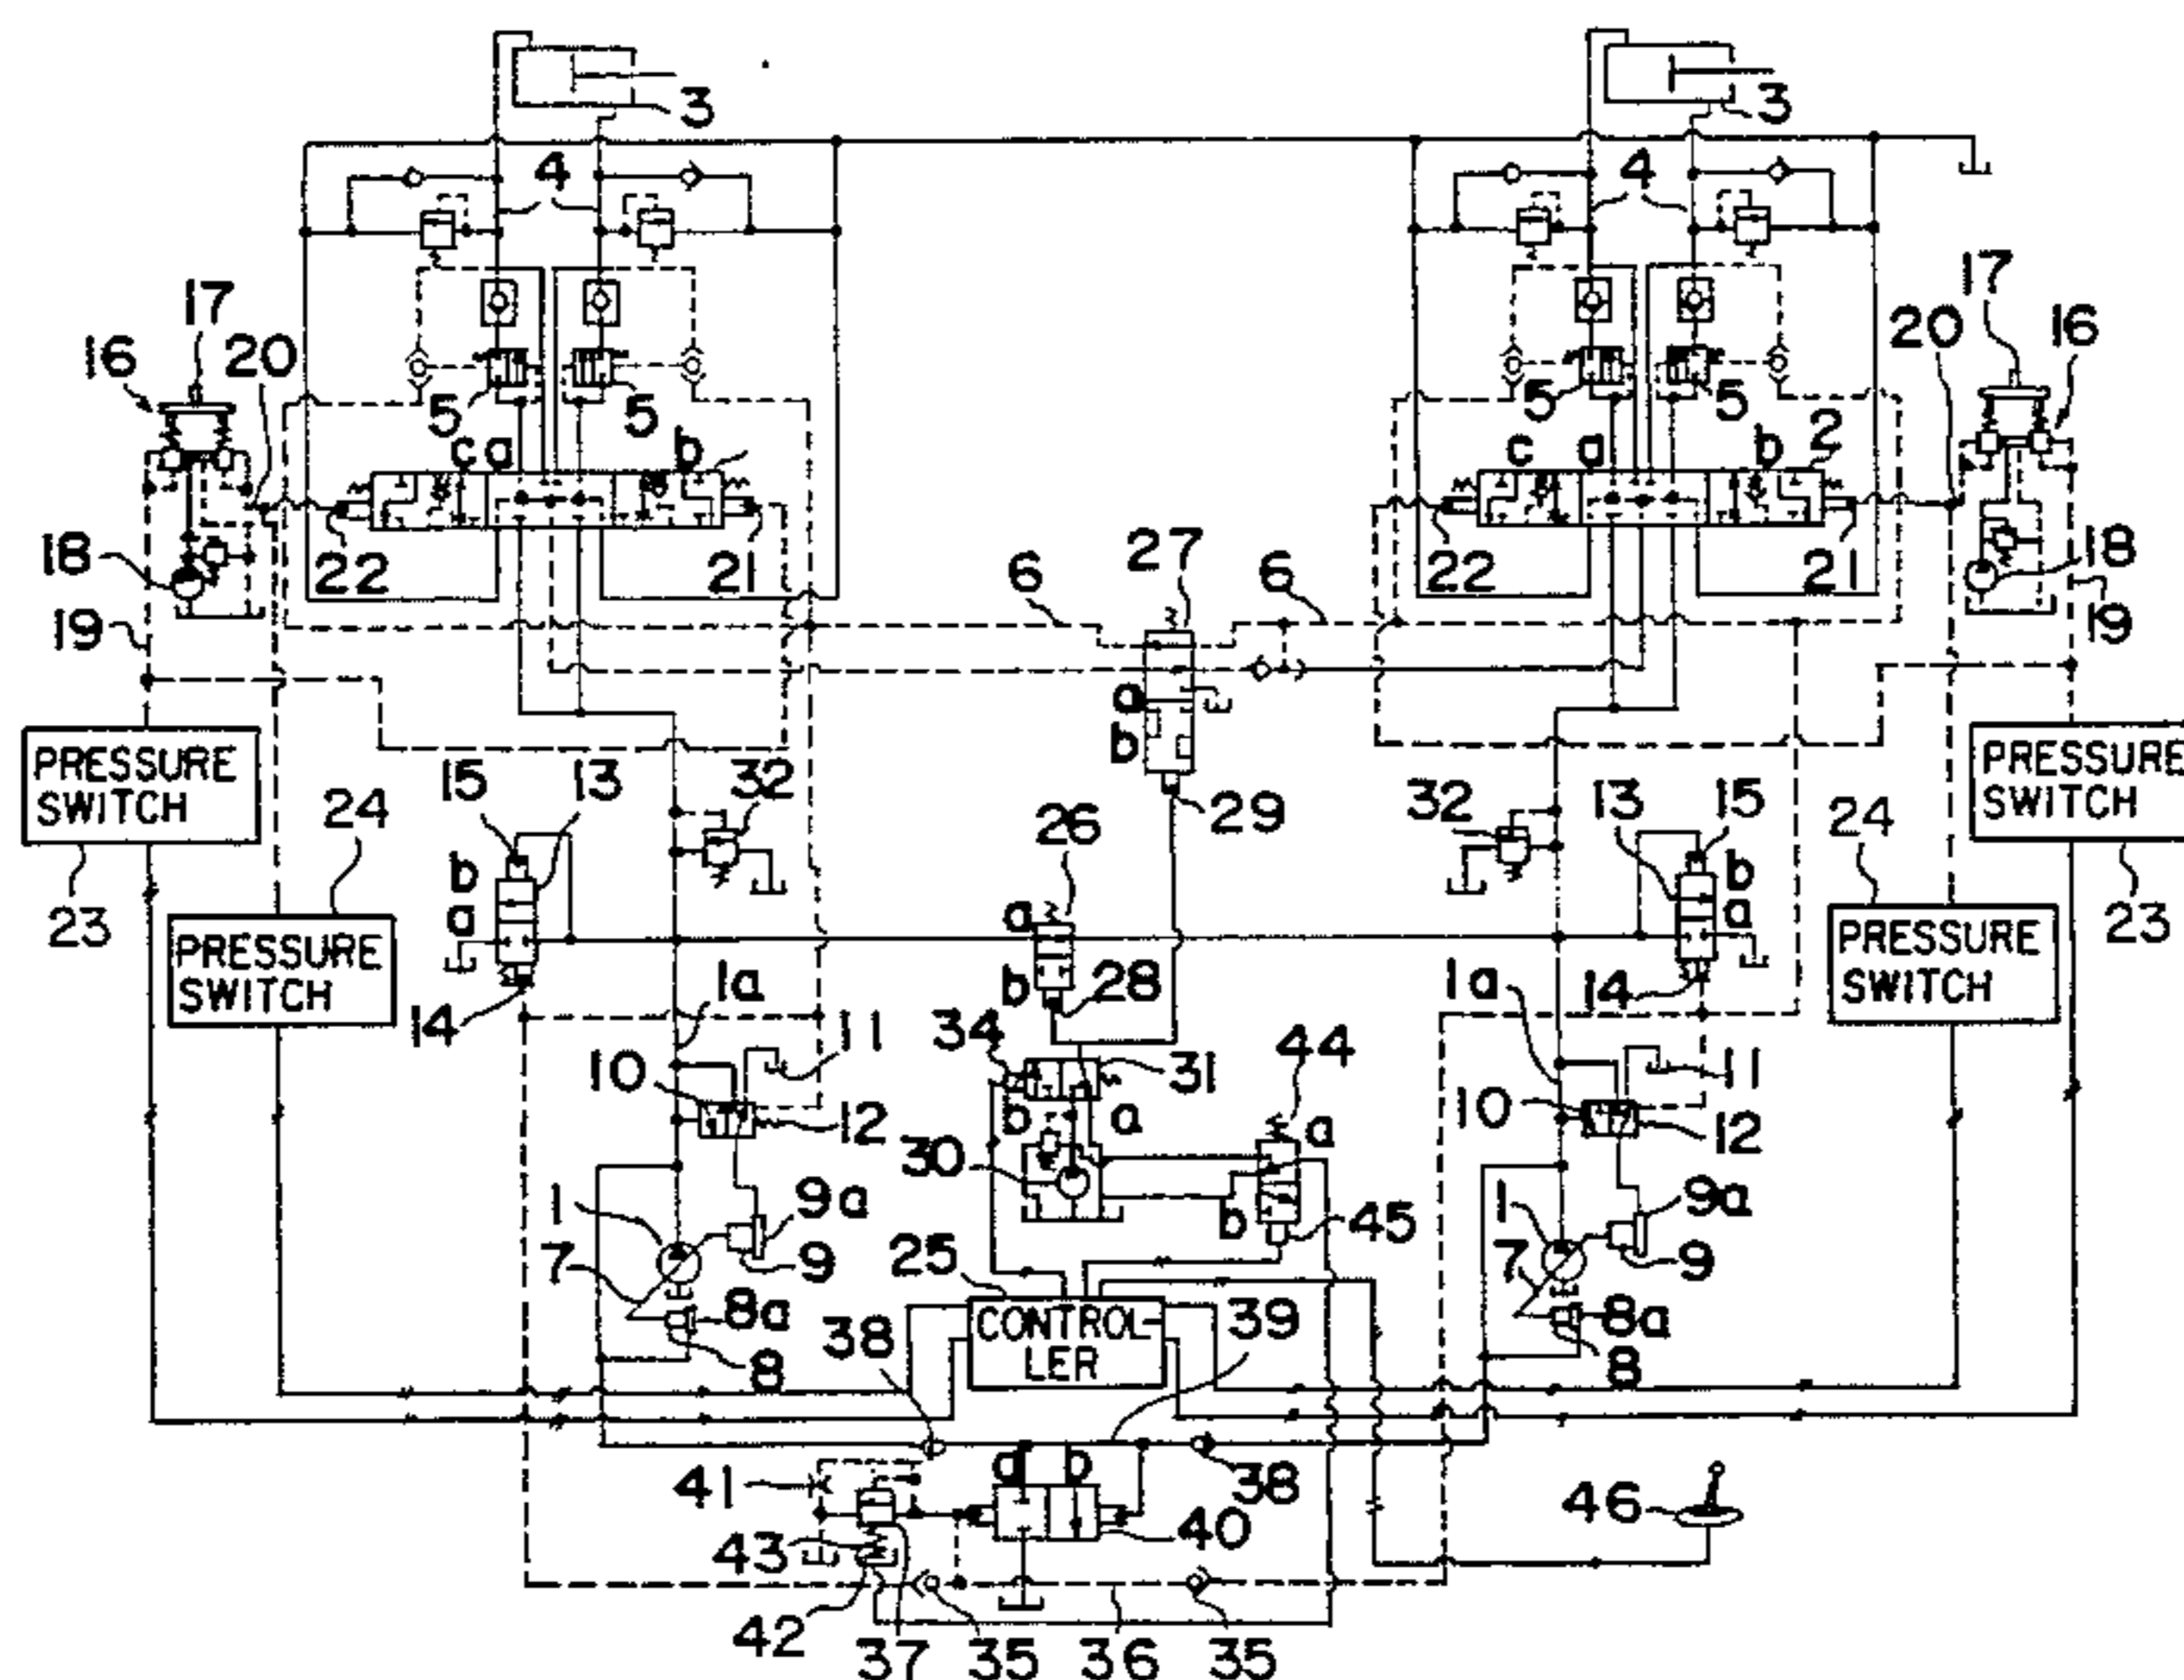 3
3
4
4
17
17
16
20
20
16
5
5
5
5
c a
b
c
a
b
2
22
21
27
22
21
18
18
6
6
19
19
a
b
PRESSURE
SWITCH
15
13
32
29
32
13
15
PRESSURE
SWITCH
24
26
24
b
a
a
b
a
23
23
PRESSURE
SWITCH
b
28
PRESSURE
SWITCH
14
1a
1a
14
11
34
44
11
10
31
10
12
b
a
a
12
30
1
9a
b
45
1
9a
7
9
25
7
9
8a
39
8a
38
CONTROL-
LER
8
8
a
b
41
38
46
43
40
42
37
35
36
35